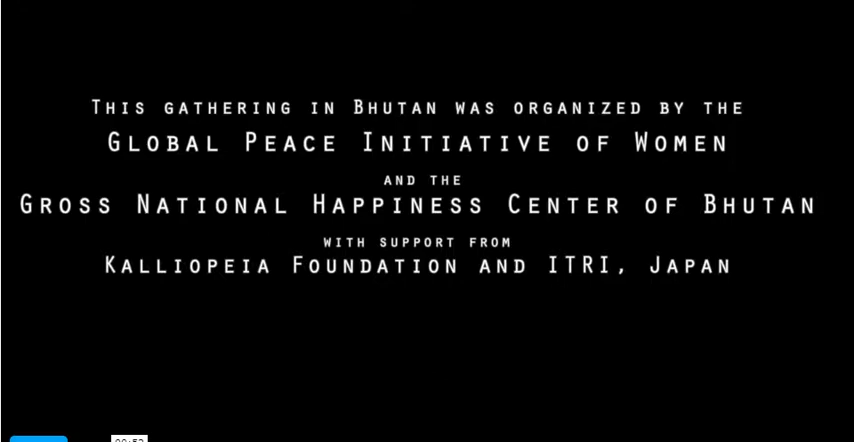 This gathering in Bhutan was organized by the
Global Peace Initiative of Women
and the
Gross National Happiness Center of Bhutan
with support from
Kalliopeia Foundation and ITRI, Japan